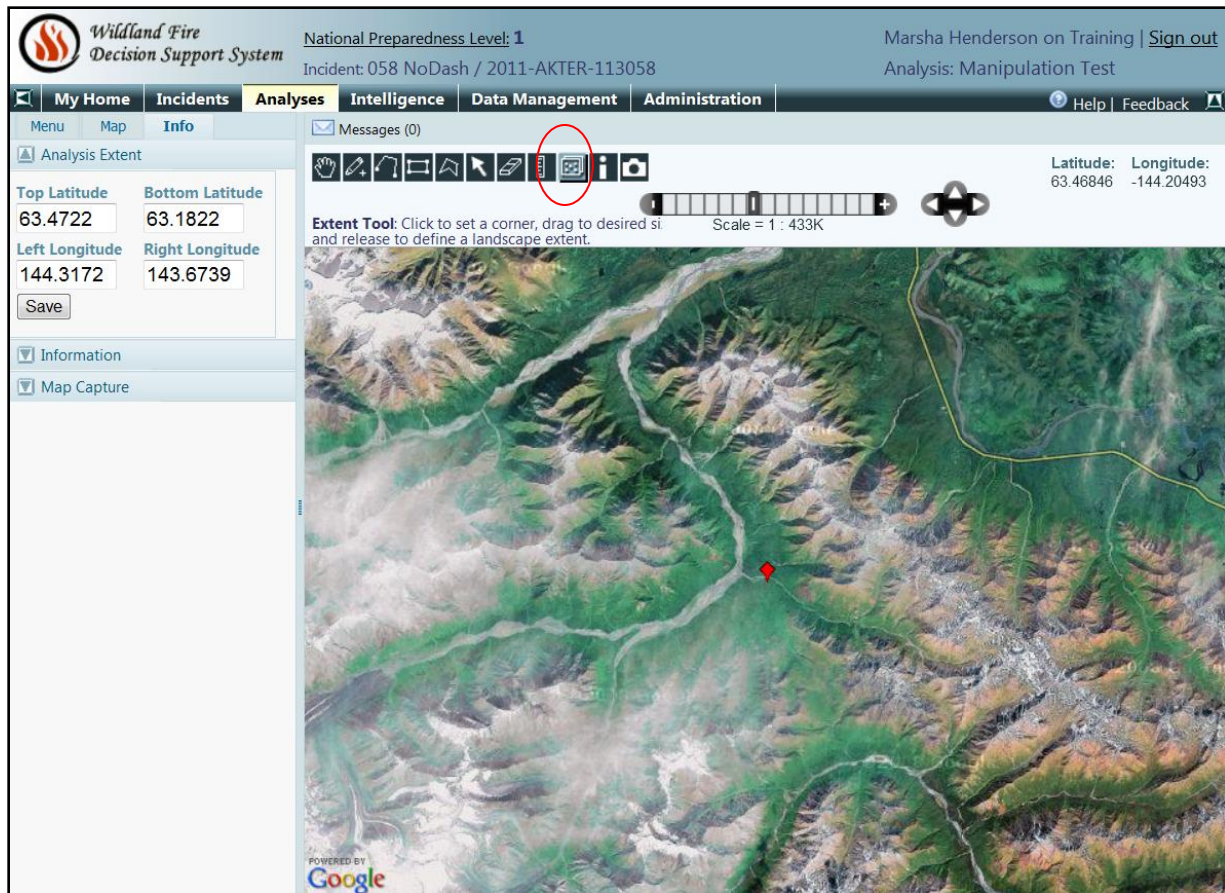 Wildland Fire
Decision Support System
National Preparedness Level: 1
Incident: 058 NoDash / 2011-AKTER-113058
Marsha Henderson on Training | Sign out
Analysis: Manipulation Test
My Home Incidents Analyses Intelligence Data Management Administration
Help | Feedback
Menu Map Info
Messages (0)
Analysis Extent
Top Latitude Bottom Latitude
63.4722 63.1822
Left Longitude Right Longitude
144.3172 143.6739
Save
Information
Map Capture
Latitude: Longitude:
63.46846 -144.20493
Extent Tool: Click to set a corner, drag to desired si
and release to define a landscape extent.
Scale = 1 : 433K
POWERED BY
Google